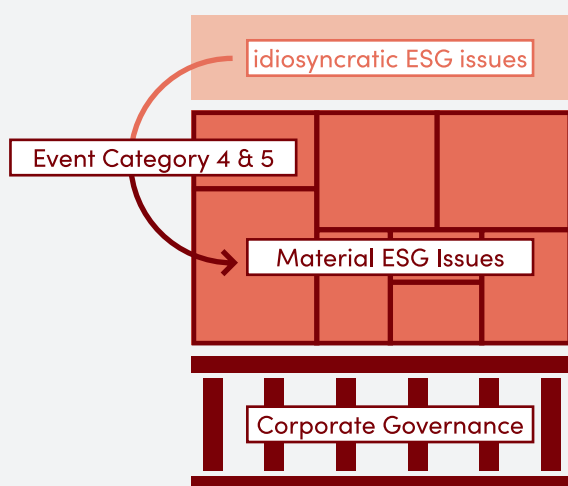 idiosyncratic ESG issues
Event Category 4 & 5
Material ESG Issues
Corporate Governance